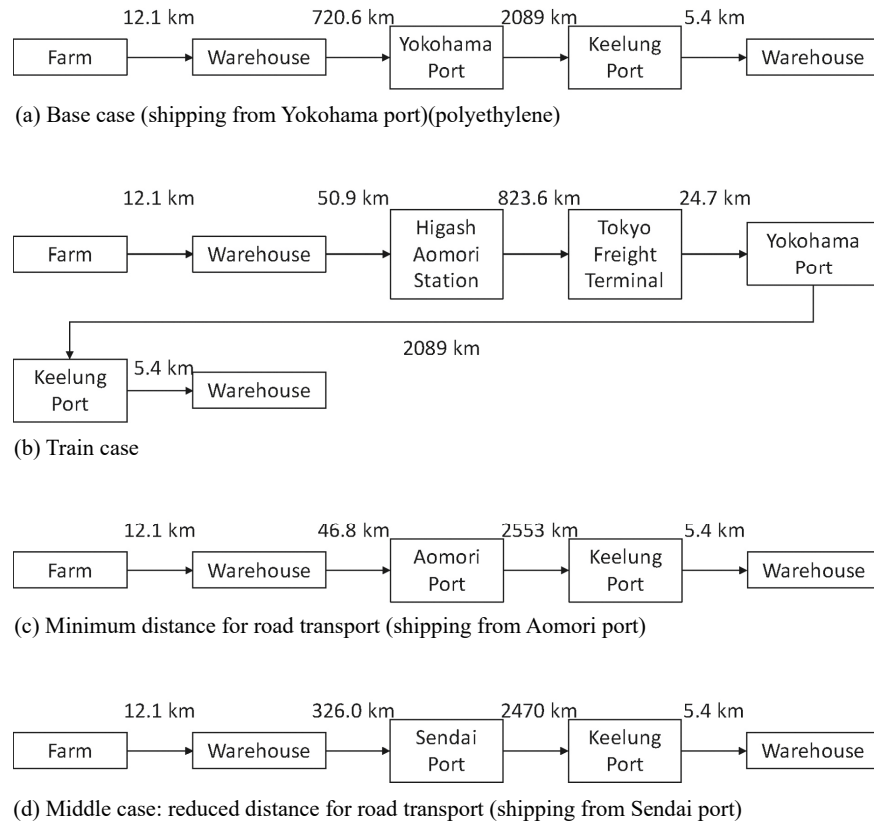 12.1 km 720.6 km 2089 km 5.4 km
Farm Warehouse Yokohama Port Keelung Port Warehouse
(a) Base case (shipping from Yokohama port)(polyethylene)
12.1 km 50.9 km 823.6 km 24.7 km
Farm Warehouse Higash Aomori Station Tokyo Freight Terminal Yokohama Port
2089 km
5.4 km
Keelung Port Warehouse
(b) Train case
12.1 km 46.8 km 2553 km 5.4 km
Farm Warehouse Aomori Port Keelung Port Warehouse
(c) Minimum distance for road transport (shipping from Aomori port)
12.1 km 326.0 km 2470 km 5.4 km
Farm Warehouse Sendai Port Keelung Port Warehouse
(d) Middle case: reduced distance for road transport (shipping from Sendai port)